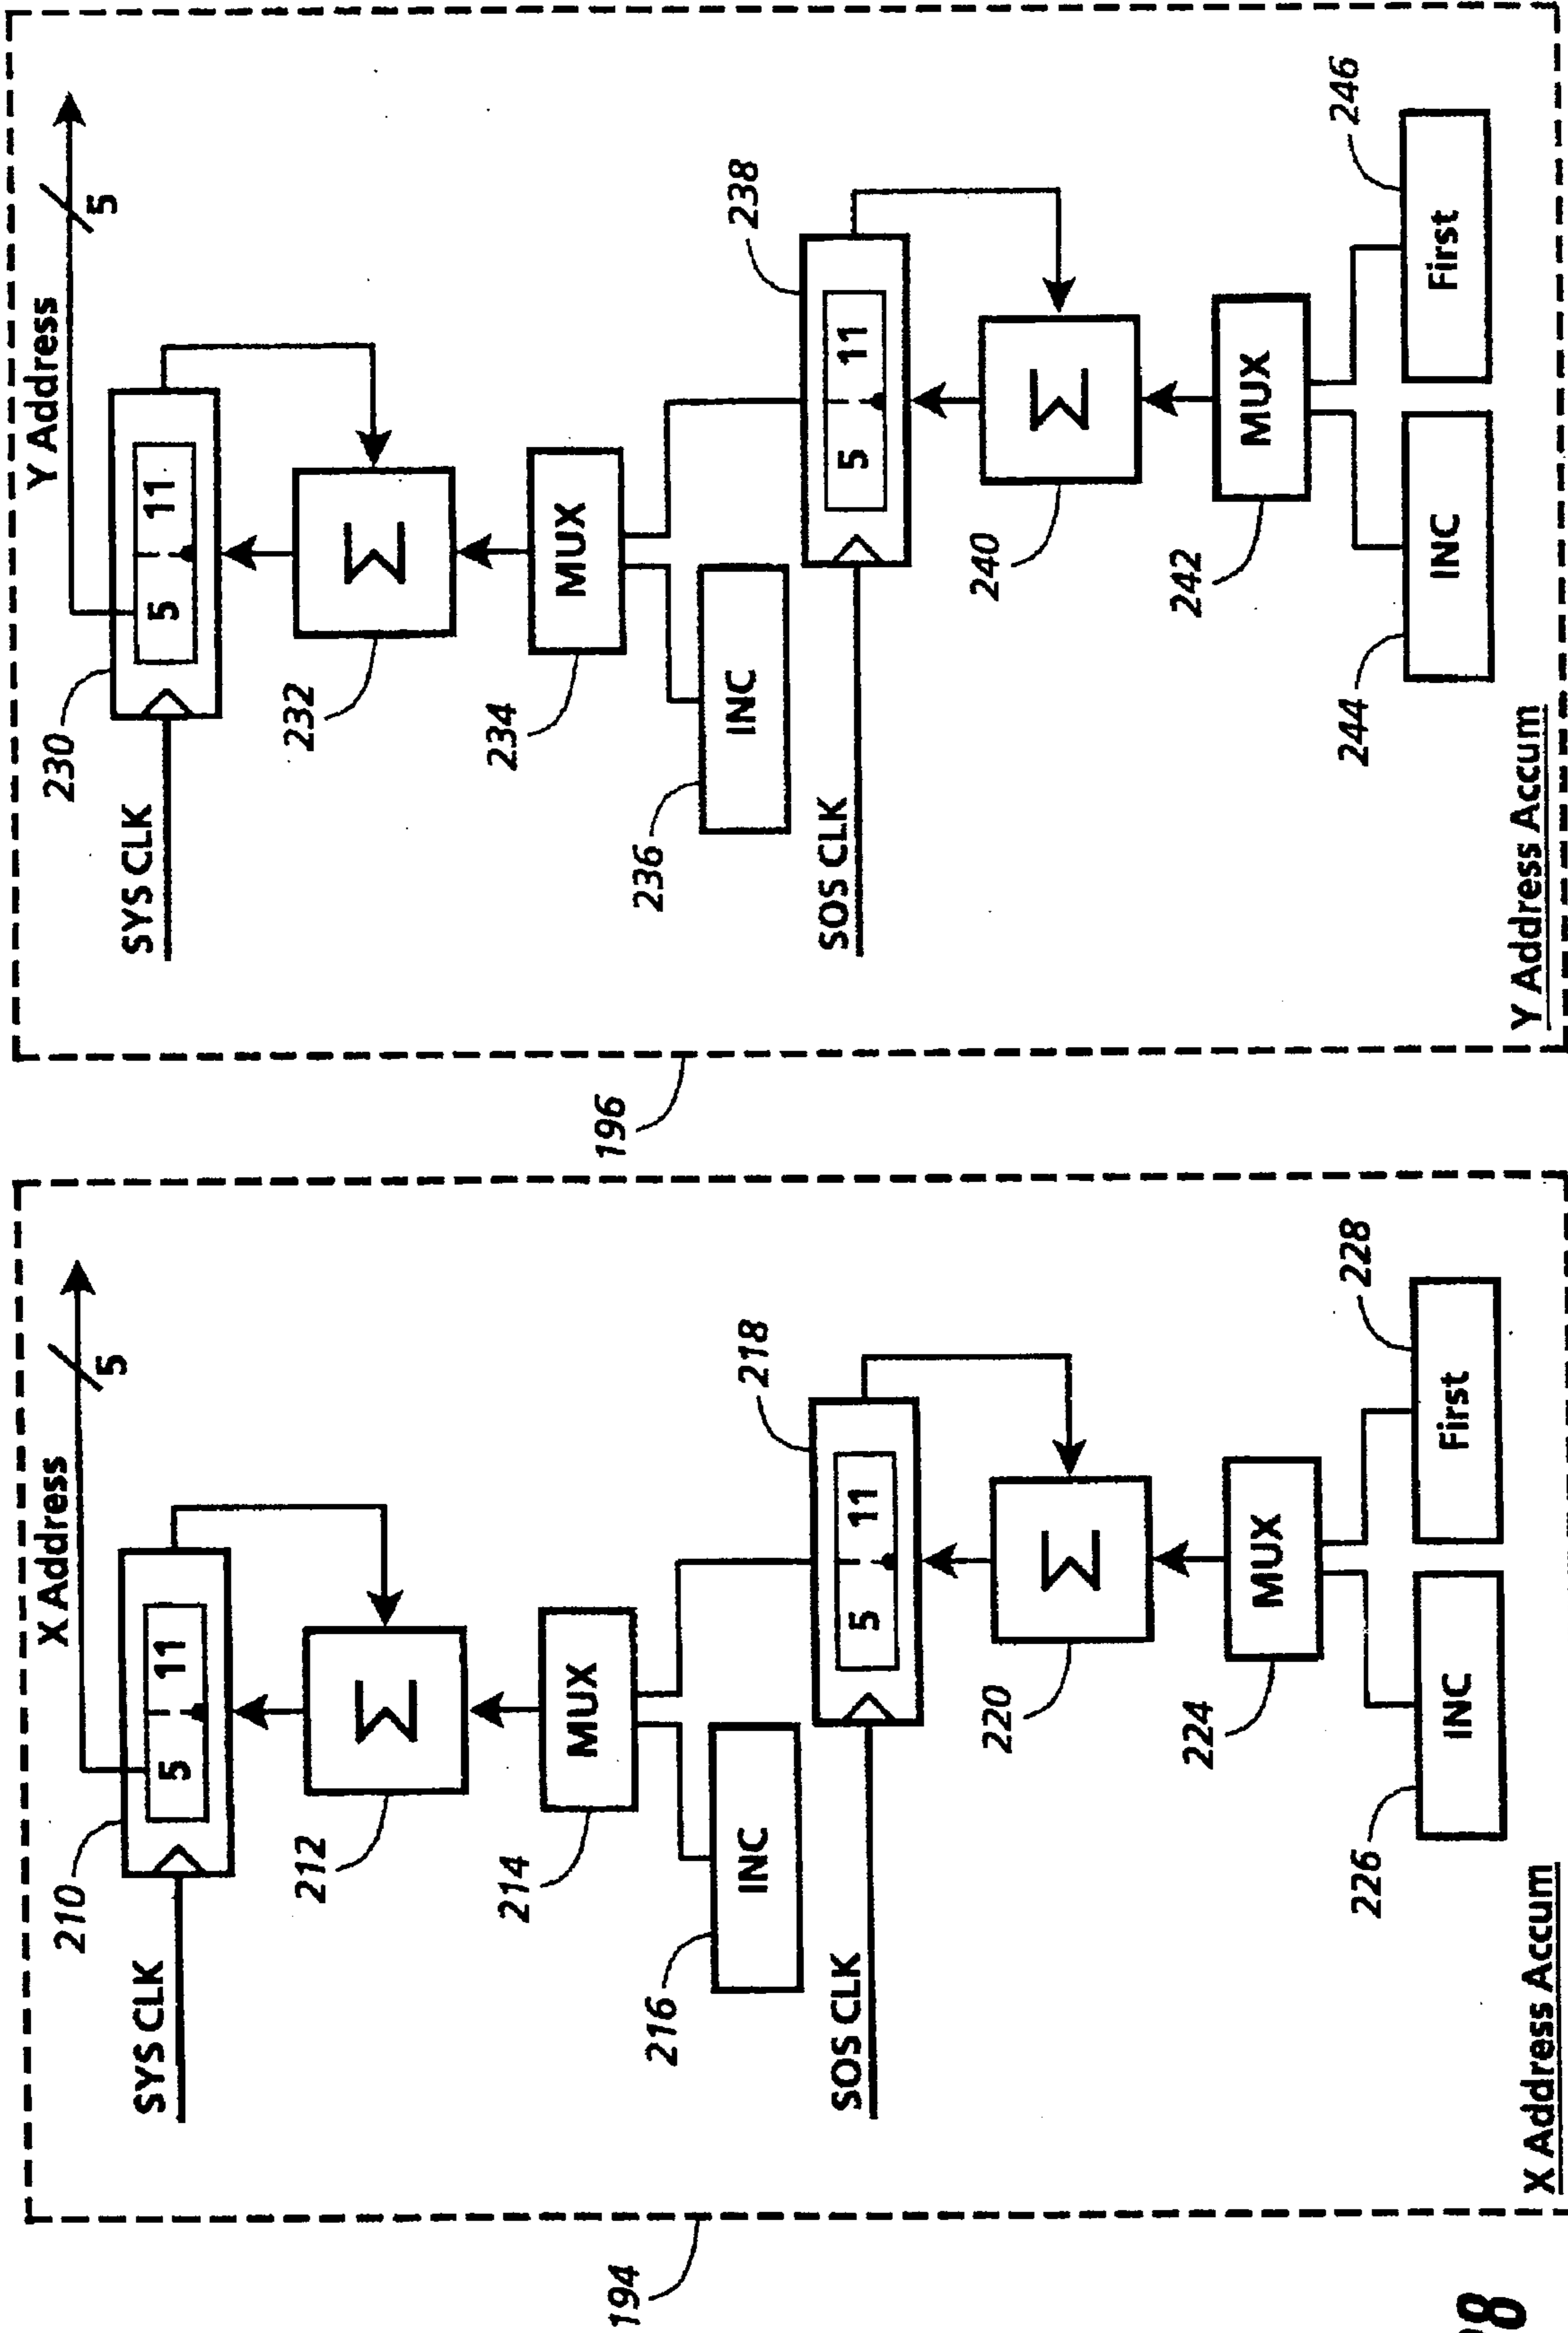 194
X Address
5
210
5 11
SYS CLK
212
Σ
214
MUX
216
INC
218
5 11
SOS CLK
220
Σ
224
MUX
226
INC
228
First
X Address Accum
196
Y Address
5
230
5 11
SYS CLK
232
Σ
234
MUX
236
INC
238
5 11
SOS CLK
240
Σ
242
MUX
244
INC
246
First
Y Address Accum